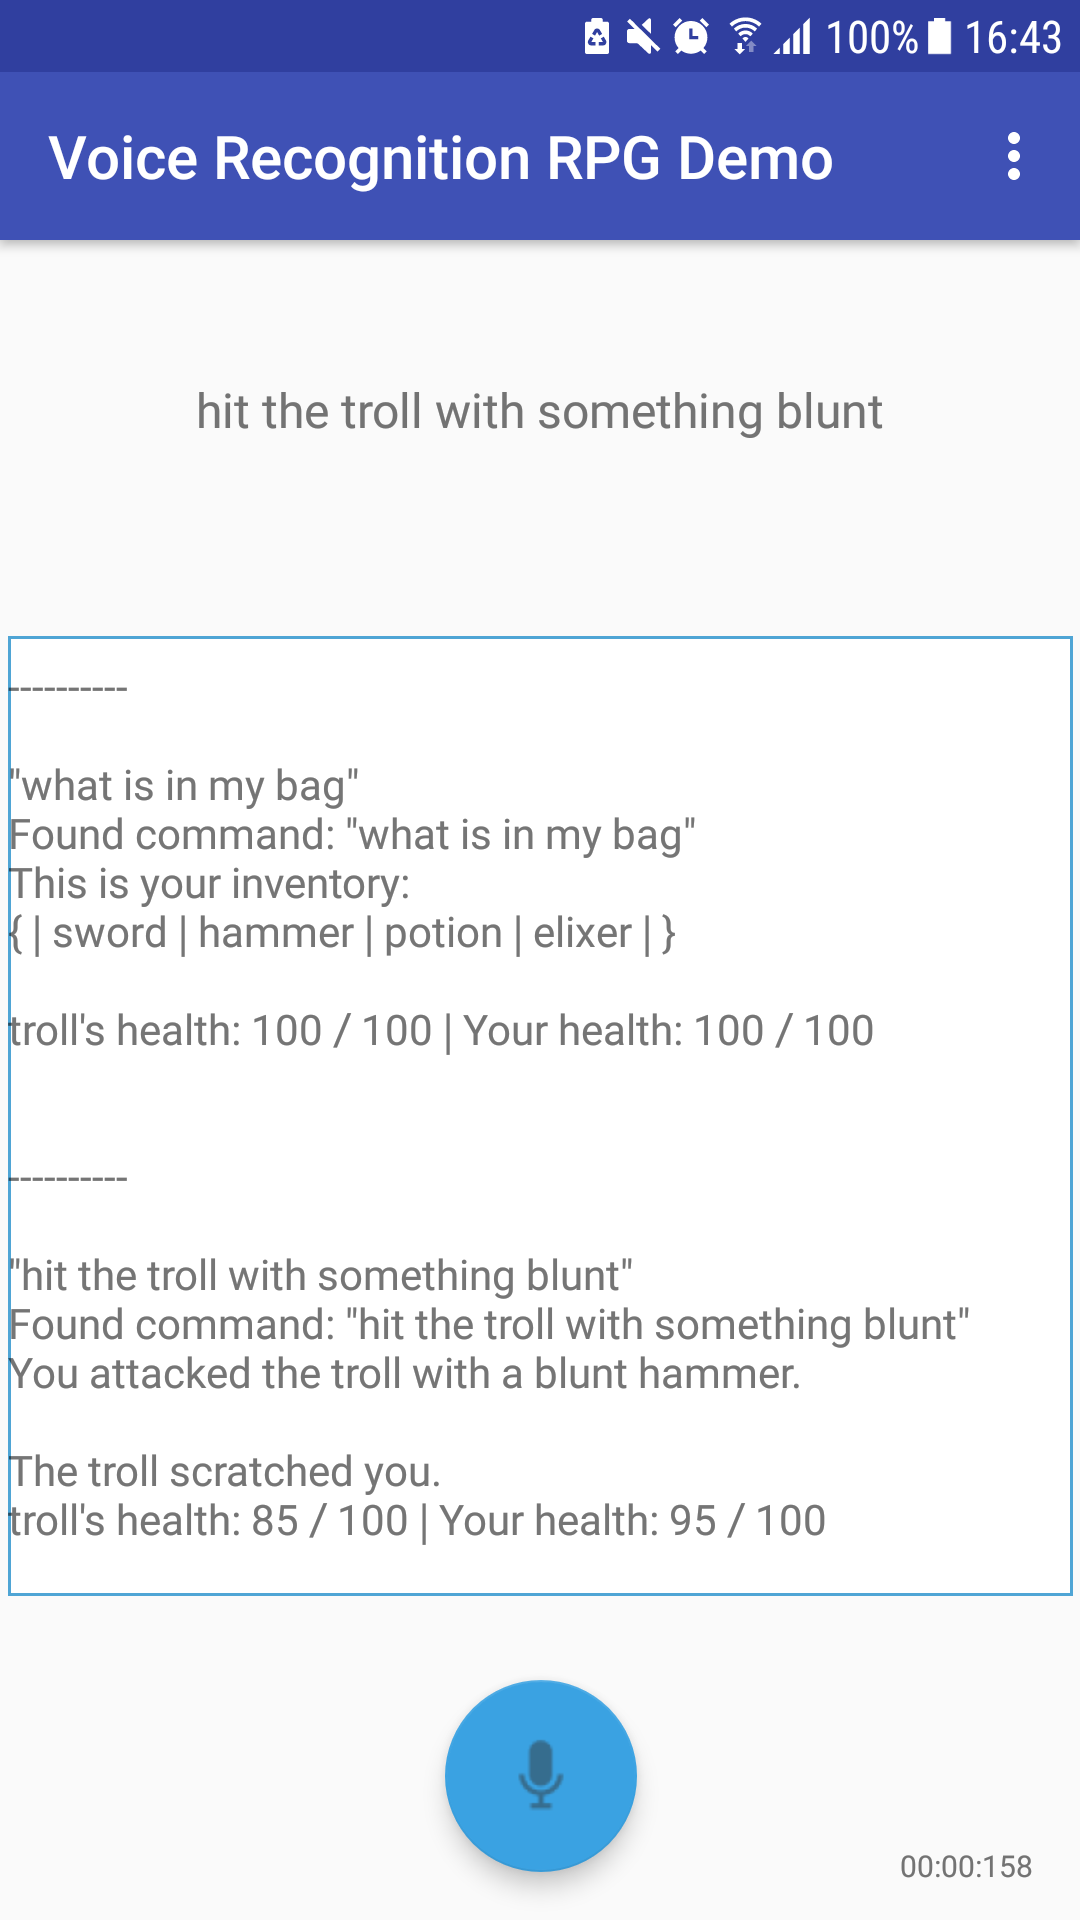 100% 16:43
Voice Recognition RPG Demo
hit the troll with something blunt
----------
"what is in my bag"
Found command: "what is in my bag"
This is your inventory:
{ | sword | hammer | potion | elixer | }
troll's health: 100 / 100 | Your health: 100 / 100
----------
"hit the troll with something blunt"
Found command: "hit the troll with something blunt"
You attacked the troll with a blunt hammer.
The troll scratched you.
troll's health: 85 / 100 | Your health: 95 / 100
00:00:158